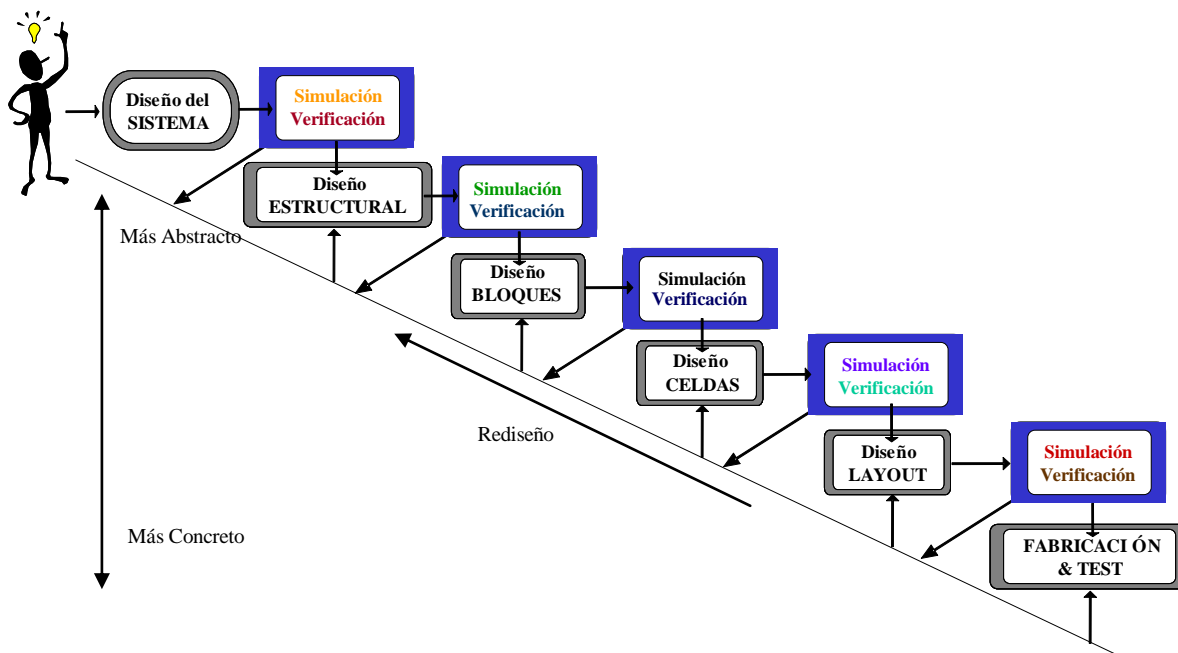 Diseño del
SISTEMA
Simulación
Verificación
Diseño
ESTRUCTURAL
Simulación
Verificación
Más Abstracto
Diseño
BLOQUES
Simulación
Verificación
Diseño
CELDAS
Simulación
Verificación
Rediseño
Diseño
LAYOUT
Simulación
Verificación
Más Concreto
FABRICACI ÓN
& TEST